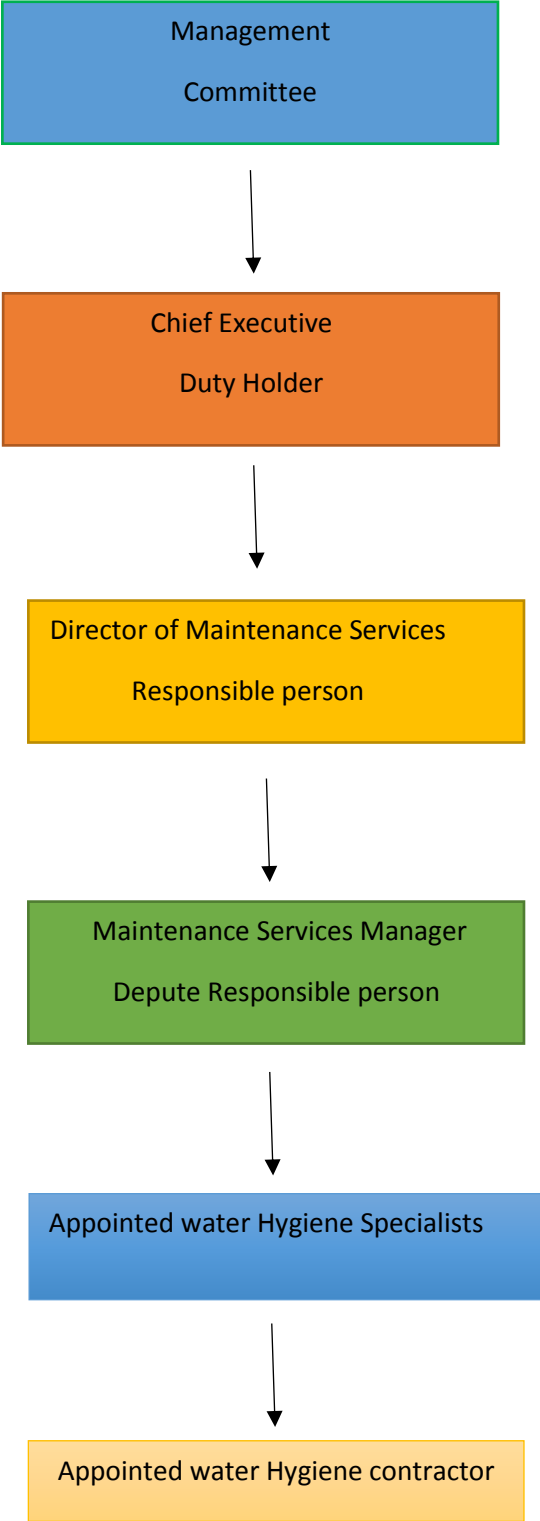 Management
Committee
Chief Executive
Duty Holder
Director of Maintenance Services
Responsible person
Maintenance Services Manager
Depute Responsible person
Appointed water Hygiene Specialists
Appointed water Hygiene contractor